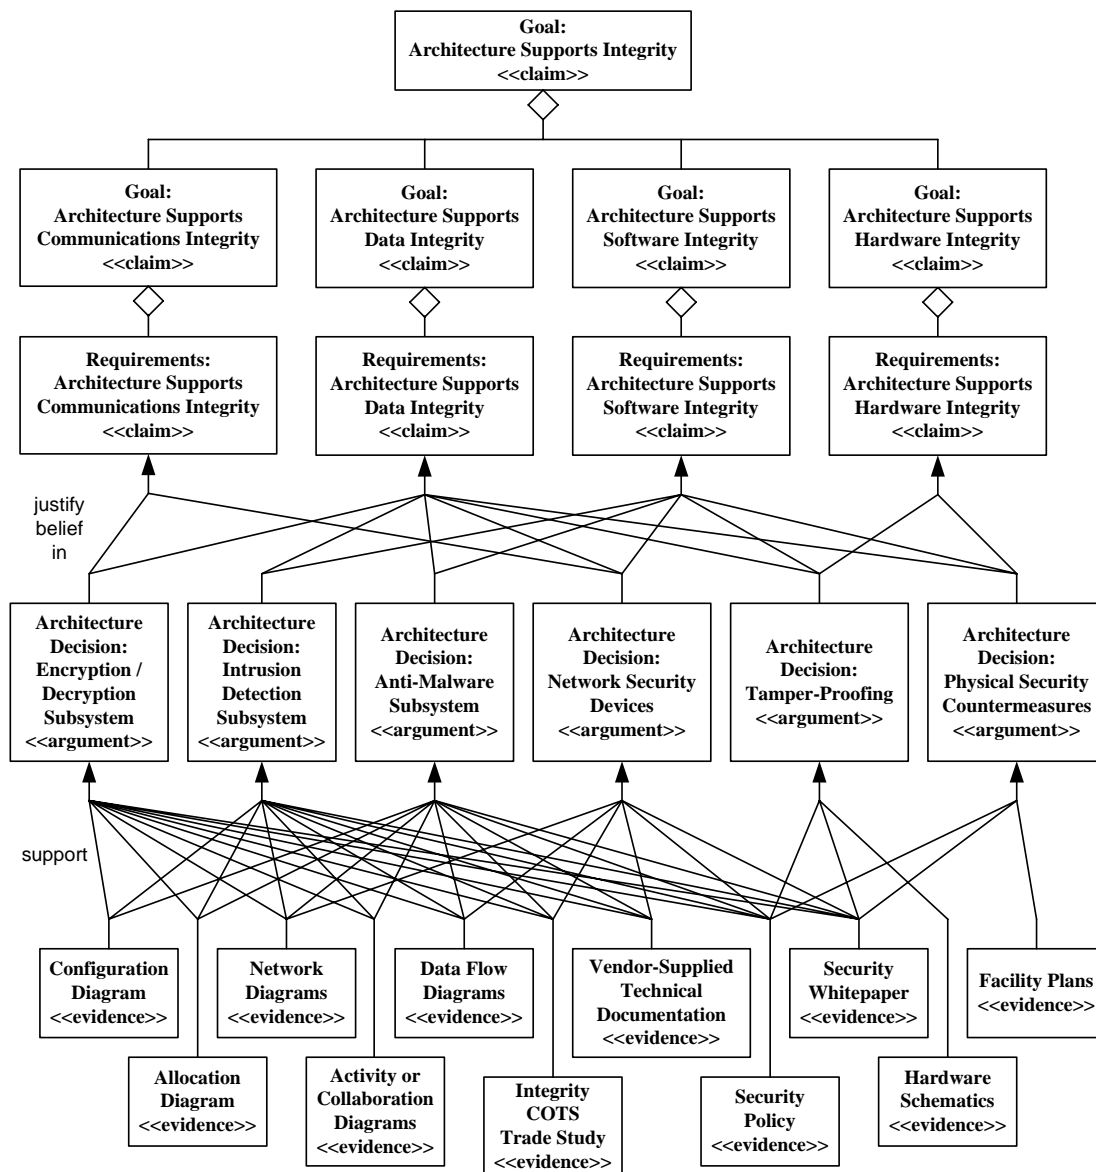 Goal:
Architecture Supports Integrity
<<claim>>
Goal:
Architecture Supports
Communications Integrity
<<claim>>
Goal:
Architecture Supports
Data Integrity
<<claim>>
Goal:
Architecture Supports
Software Integrity
<<claim>>
Goal:
Architecture Supports
Hardware Integrity
<<claim>>
Requirements:
Architecture Supports
Communications Integrity
<<claim>>
Requirements:
Architecture Supports
Data Integrity
<<claim>>
Requirements:
Architecture Supports
Software Integrity
<<claim>>
Requirements:
Architecture Supports
Hardware Integrity
<<claim>>
justify
belief
in
Architecture
Decision:
Encryption /
Decryption
Subsystem
<<argument>>
Architecture
Decision:
Intrusion
Detection
Subsystem
<<argument>>
Architecture
Decision:
Anti-Malware
Subsystem
<<argument>>
Architecture
Decision:
Network Security
Devices
<<argument>>
Architecture
Decision:
Tamper-Proofing
<<argument>>
Architecture
Decision:
Physical Security
Countermeasures
<<argument>>
support
Configuration
Diagram
<<evidence>>
Network
Diagrams
<<evidence>>
Data Flow
Diagrams
<<evidence>>
Vendor-Supplied
Technical
Documentation
<<evidence>>
Security
Whitepaper
<<evidence>>
Facility Plans
<<evidence>>
Allocation
Diagram
<<evidence>>
Activity or
Collaboration
Diagrams
<<evidence>>
Integrity
COTS
Trade Study
<<evidence>>
Security
Policy
<<evidence>>
Hardware
Schematics
<<evidence>>